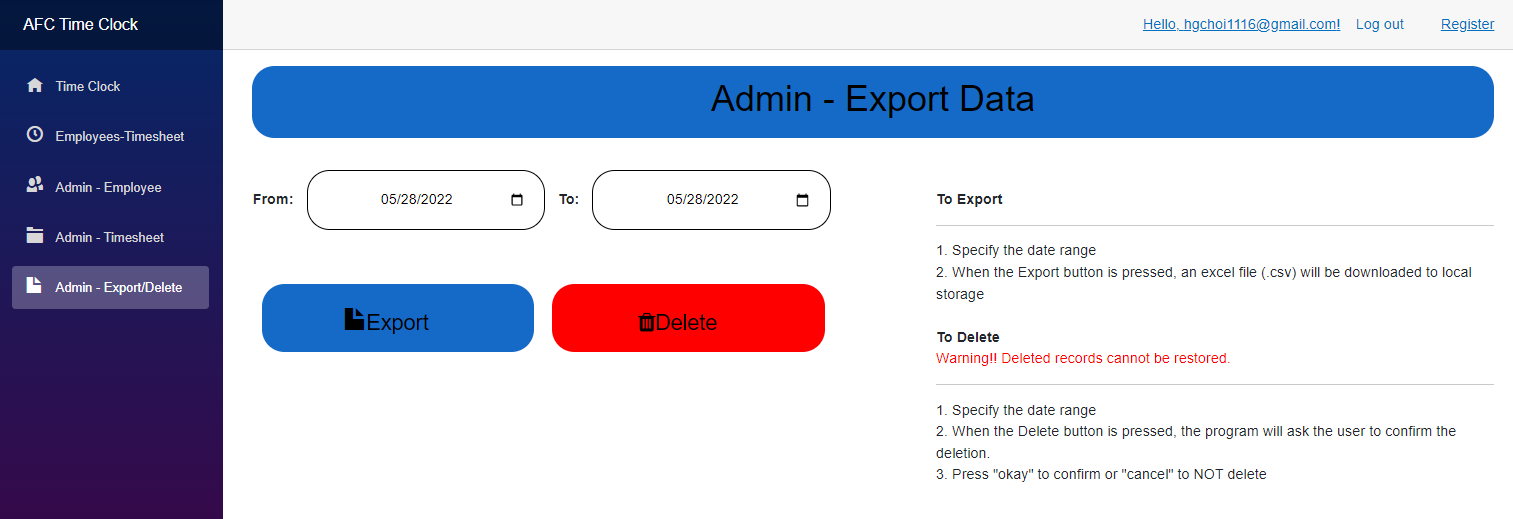 AFC Time Clock
Hello, hgchoi1116@gmail.com! Log out Register
Time Clock
Employees-Timesheet
Admin - Employee
Admin - Timesheet
Admin - Export/Delete
Admin - Export Data
From: 05/28/2022 To: 05/28/2022
Export
Delete
To Export
1. Specify the date range
2. When the Export button is pressed, an excel file (.csv) will be downloaded to local
storage
To Delete
Warning!! Deleted records cannot be restored.
1. Specify the date range
2. When the Delete button is pressed, the program will ask the user to confirm the
deletion.
3. Press "okay" to confirm or "cancel" to NOT delete